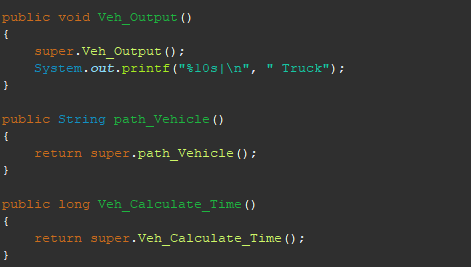 public void Veh_Output()
{
    super.Veh_Output();
    System.out.printf("%10s|\n", " Truck");
}

public String path_Vehicle()
{
    return super.path_Vehicle();
}

public long Veh_Calculate_Time()
{
    return super.Veh_Calculate_Time();
}